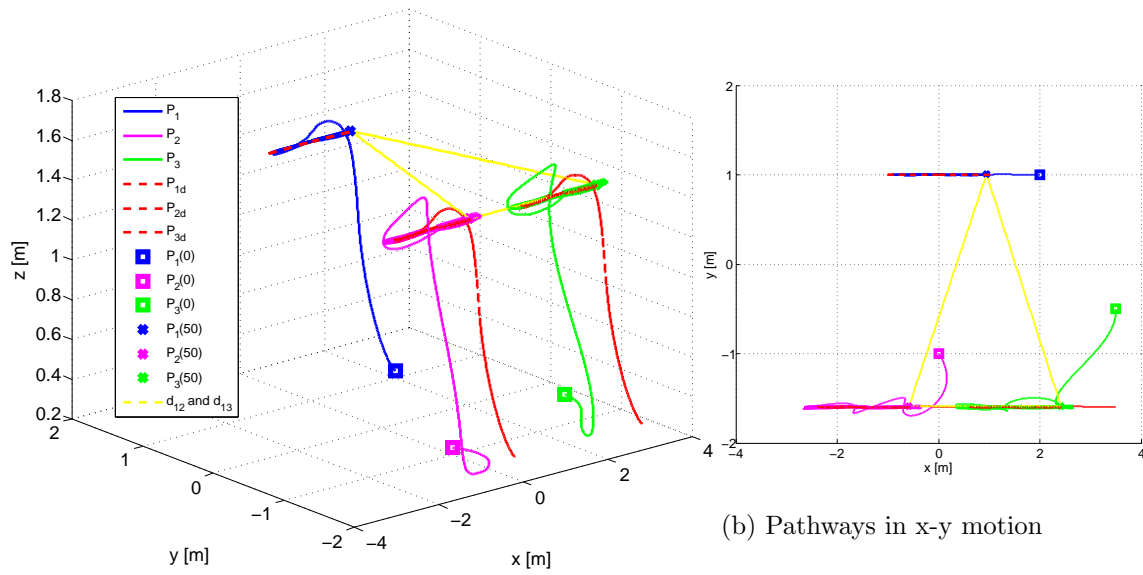 1.8
1.6
1.4
1.2
1
0.8
0.6
0.4
0.2
z [m]
P1
P2
P3
P1d
P2d
P3d
P1(0)
P2(0)
P3(0)
P1(50)
P2(50)
P3(50)
d12 and d13
2
1
0
−1
−2
y [m]
−4
−2
0
2
4
x [m]
2
1
0
−1
−2
y [m]
−4
−2
0
2
4
x [m]
(b) Pathways in x-y motion